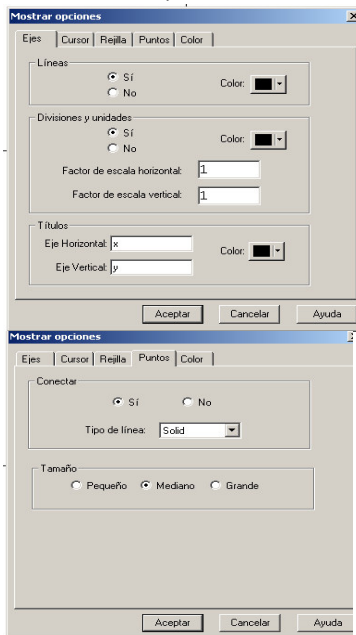 Mostrar opciones
Ejes Cursor Rejilla Puntos Color
Líneas
Sí
No
Color:
Divisiones y unidades
Sí
No
Color:
Factor de escala horizontal: 1
Factor de escala vertical: 1
Títulos
Eje Horizontal: x
Eje Vertical: y
Color:
Aceptar Cancelar Ayuda
Mostrar opciones
Ejes Cursor Rejilla Puntos Color
Conectar
Sí No
Tipo de línea: Solid
Tamaño
Pequeño Mediano Grande
Aceptar Cancelar Ayuda